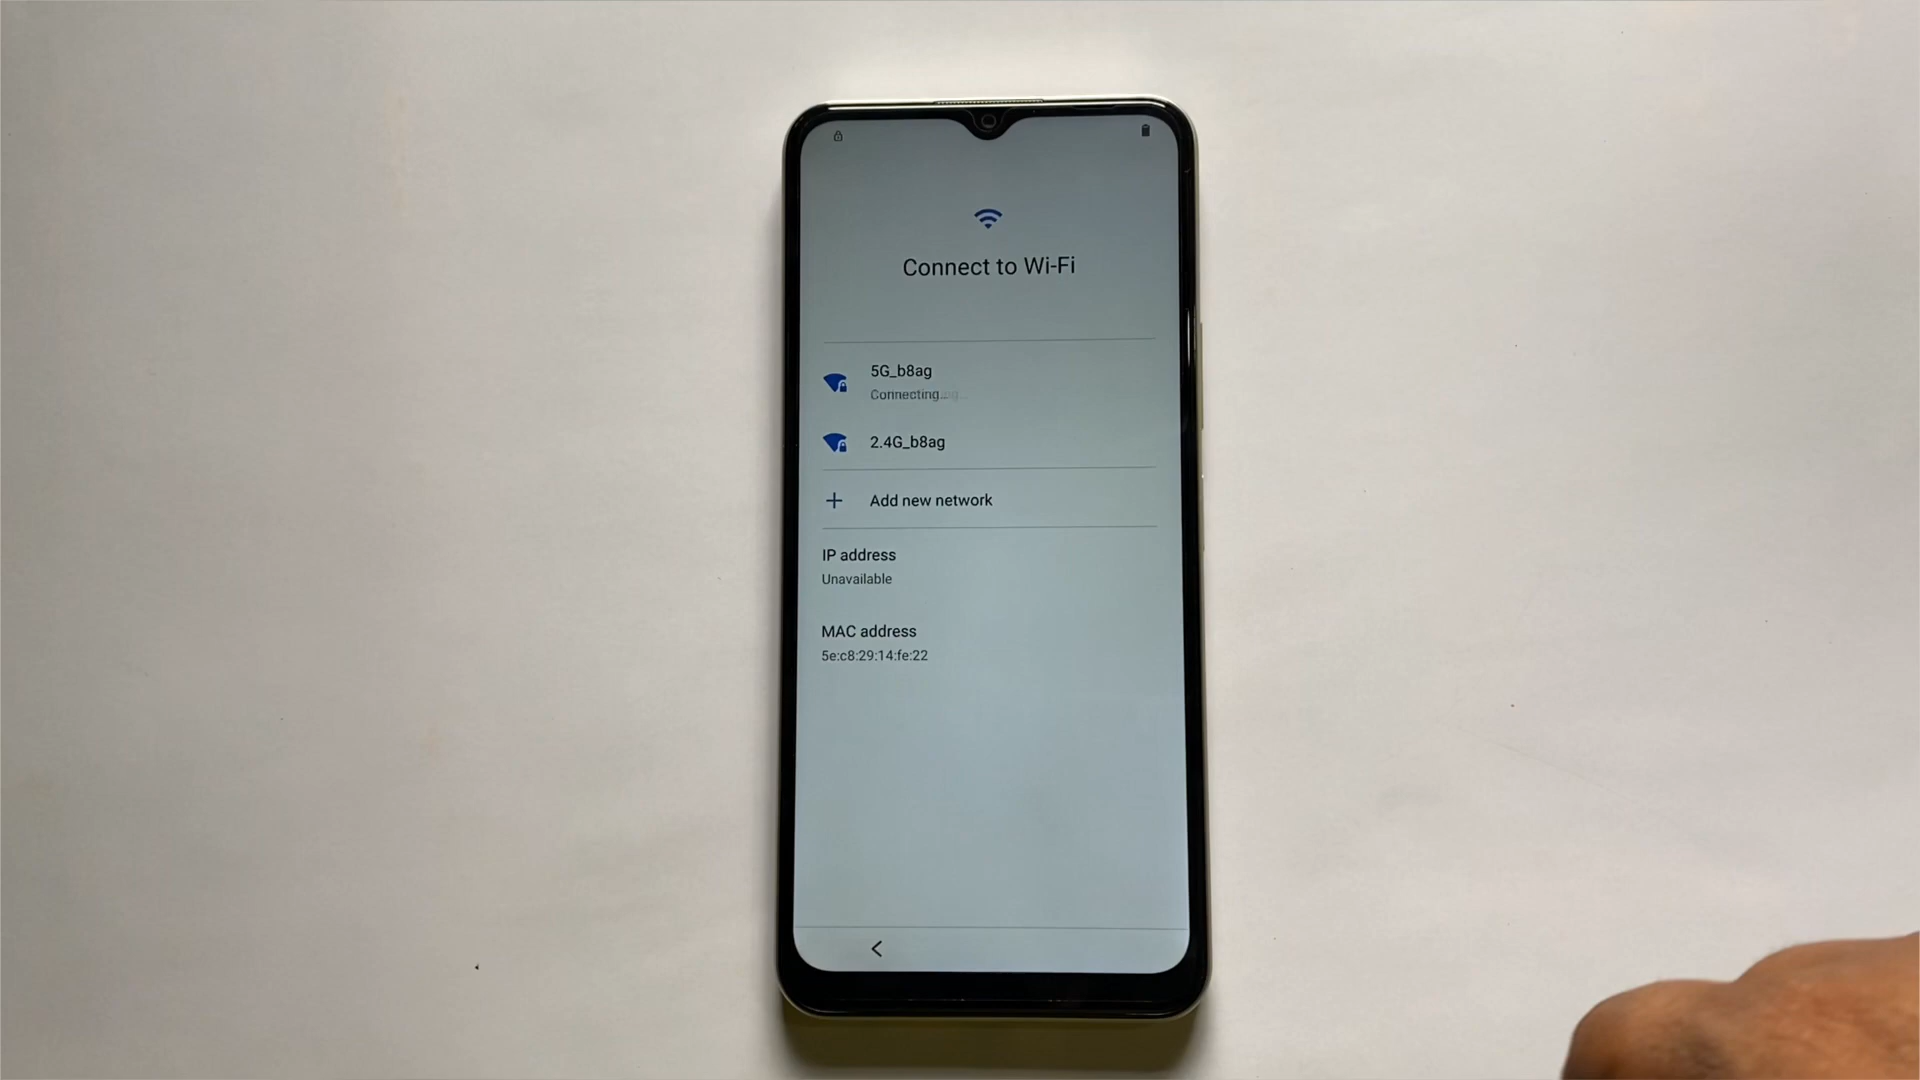 Connect to Wi-Fi
5G_b8ag
Connecting...
2.4G_b8ag
Add new network
IP address
Unavailable
MAC address
5e:c8:29:14:fe:22